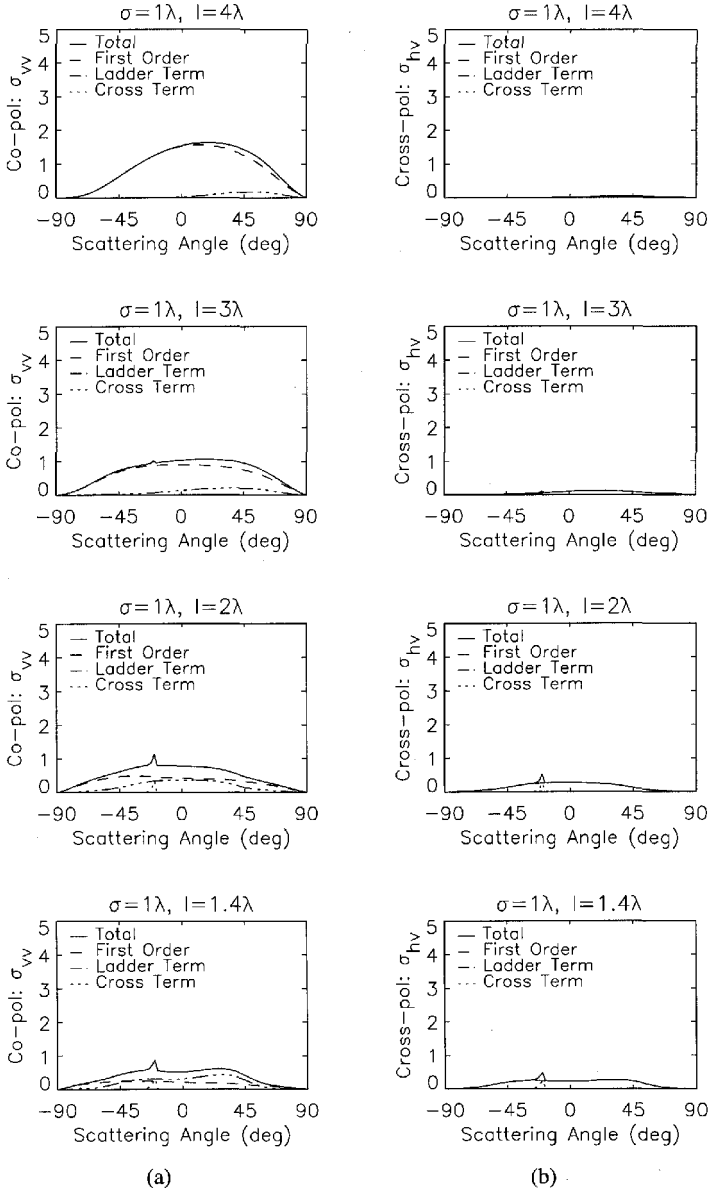 σ=1λ, l=4λ
Co-pol: σvv
5
4
3
2
1
0
Total
First Order
Ladder Term
Cross Term
-90 -45 0 45 90
Scattering Angle (deg)
σ=1λ, l=4λ
Cross-pol: σhv
5
4
3
2
1
0
Total
First Order
Ladder Term
Cross Term
-90 -45 0 45 90
Scattering Angle (deg)
σ=1λ, l=3λ
Co-pol: σvv
5
4
3
2
1
0
Total
First Order
Ladder Term
Cross Term
-90 -45 0 45 90
Scattering Angle (deg)
σ=1λ, l=3λ
Cross-pol: σhv
5
4
3
2
1
0
Total
First Order
Ladder Term
Cross Term
-90 -45 0 45 90
Scattering Angle (deg)
σ=1λ, l=2λ
Co-pol: σvv
5
4
3
2
1
0
Total
First Order
Ladder Term
Cross Term
-90 -45 0 45 90
Scattering Angle (deg)
σ=1λ, l=2λ
Cross-pol: σhv
5
4
3
2
1
0
Total
First Order
Ladder Term
Cross Term
-90 -45 0 45 90
Scattering Angle (deg)
σ=1λ, l=1.4λ
Co-pol: σvv
5
4
3
2
1
0
Total
First Order
Ladder Term
Cross Term
-90 -45 0 45 90
Scattering Angle (deg)
σ=1λ, l=1.4λ
Cross-pol: σhv
5
4
3
2
1
0
Total
First Order
Ladder Term
Cross Term
-90 -45 0 45 90
Scattering Angle (deg)
(a)
(b)